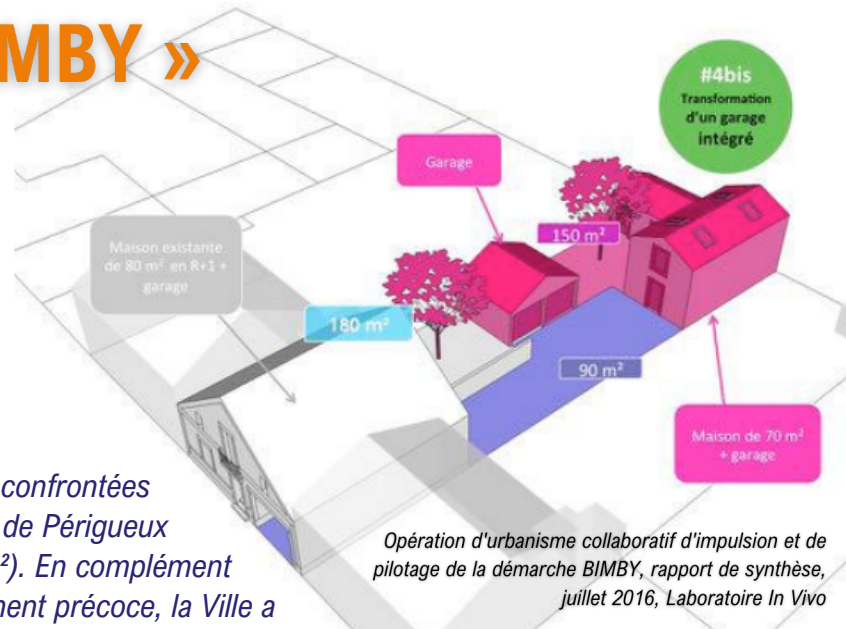 MBY »
#4bis
Transformation
d'un garage
intégré
Garage
150 m²
Maison existante
de 80 m² en R+1 +
garage
180 m²
90 m²
Maison de 70 m²
+ garage
confrontées
de Périgueux
²). En complément
ment précoce, la Ville a
Opération d'urbanisme collaboratif d'impulsion et de
pilotage de la démarche BIMBY, rapport de synthèse,
juillet 2016, Laboratoire In Vivo